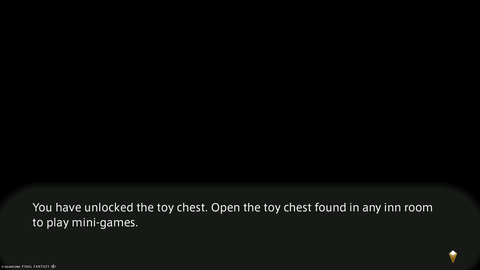 You have unlocked the toy chest. Open the toy chest found in any inn room
to play mini-games.
© SQUARE ENIX FINAL FANTASY XIV